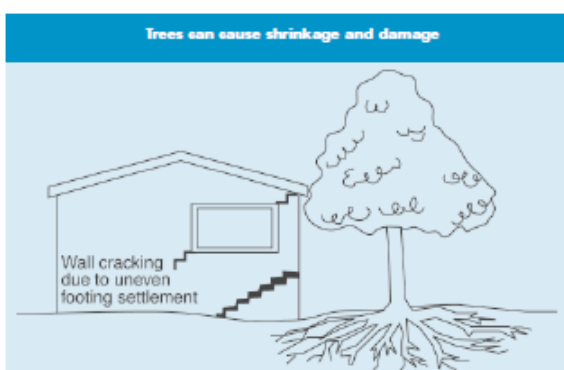 Trees can cause shrinkage and damage
Wall cracking
due to uneven
footing settlement